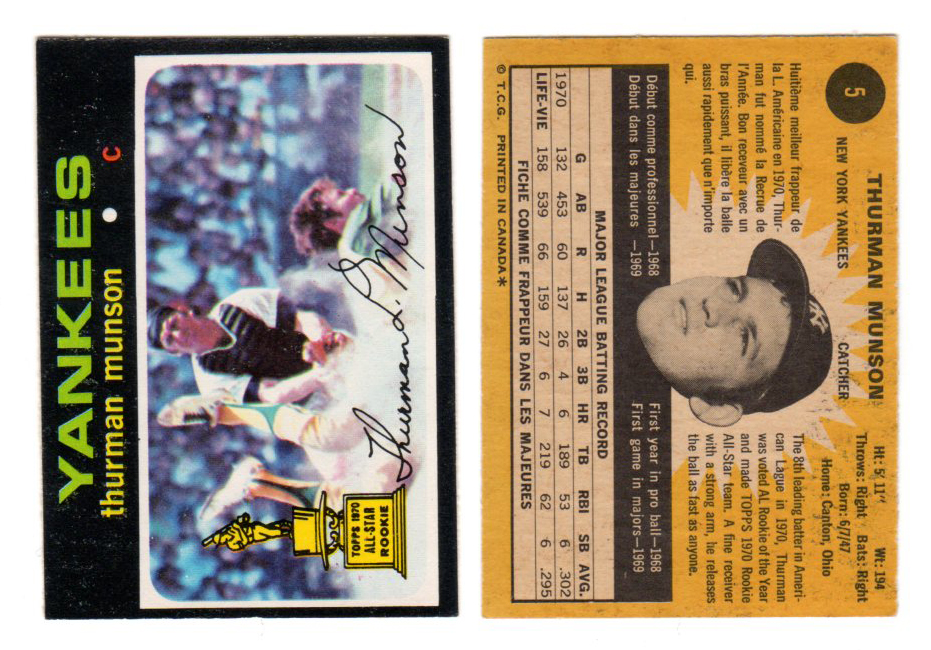 YANKEES
thurman munson • c
Thurman L. Munson
TOPPS 1970
ALL-STAR
ROOKIE
5
THURMAN MUNSON
NEW YORK YANKEES CATCHER
Ht: 5' 11" Wt: 194
Throws: Right Bats: Right
Born: 6/7/47
Home: Canton, Ohio
Huitième meilleur frappeur de
la L. Américaine en 1970, Thur-
man fut nommé la Recrue de
l'Année. Bon receveur avec un
bras puissant, il libère la balle
aussi rapidement que n'importe
qui.
NY
The 8th leading batter in Ameri-
can Lague in 1970, Thurman
was voted AL Rookie of the Year
and made TOPPS 1970 Rookie
All-Star team. A fine receiver
with a strong arm, he releases
the ball as fast as anyone.
Début comme professionnel—1968 First year in pro ball—1968
Début dans les majeures —1969 First game in majors—1969
MAJOR LEAGUE BATTING RECORD
G AB R H 2B 3B HR TB RBI SB AVG.
1970 132 453 60 137 26 4 6 189 53 6 .302
LIFE-VIE 158 539 66 159 27 6 7 219 62 6 .295
FICHE COMME FRAPPEUR DANS LES MAJEURES
© T.C.G. PRINTED IN CANADA *